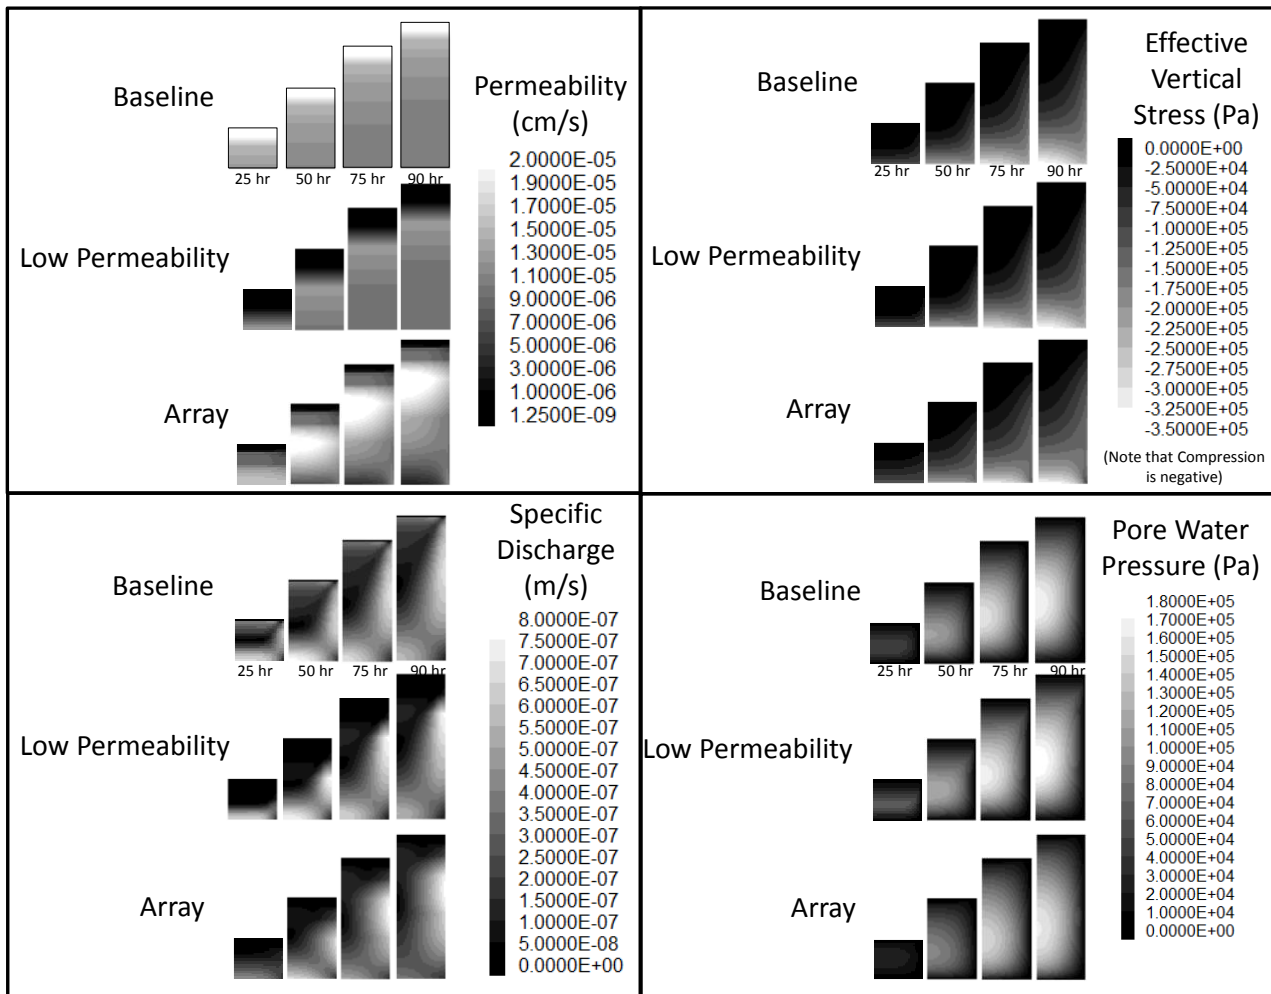 Baseline
25 hr
50 hr
75 hr
90 hr
Low Permeability
Array
Permeability
(cm/s)
2.0000E-05
1.9000E-05
1.7000E-05
1.5000E-05
1.3000E-05
1.1000E-05
9.0000E-06
7.0000E-06
5.0000E-06
3.0000E-06
1.0000E-06
1.2500E-09
Baseline
25 hr
50 hr
75 hr
90 hr
Low Permeability
Array
Effective
Vertical
Stress (Pa)
0.0000E+00
-2.5000E+04
-5.0000E+04
-7.5000E+04
-1.0000E+05
-1.2500E+05
-1.5000E+05
-1.7500E+05
-2.0000E+05
-2.2500E+05
-2.5000E+05
-2.7500E+05
-3.0000E+05
-3.2500E+05
-3.5000E+05
(Note that Compression
is negative)
Baseline
25 hr
50 hr
75 hr
90 hr
Low Permeability
Array
Specific
Discharge
(m/s)
8.0000E-07
7.5000E-07
7.0000E-07
6.5000E-07
6.0000E-07
5.5000E-07
5.0000E-07
4.5000E-07
4.0000E-07
3.5000E-07
3.0000E-07
2.5000E-07
2.0000E-07
1.5000E-07
1.0000E-07
5.0000E-08
0.0000E+00
Baseline
25 hr
50 hr
75 hr
90 hr
Low Permeability
Array
Pore Water
Pressure (Pa)
1.8000E+05
1.7000E+05
1.6000E+05
1.5000E+05
1.4000E+05
1.3000E+05
1.2000E+05
1.1000E+05
1.0000E+05
9.0000E+04
8.0000E+04
7.0000E+04
6.0000E+04
5.0000E+04
4.0000E+04
3.0000E+04
2.0000E+04
1.0000E+04
0.0000E+00